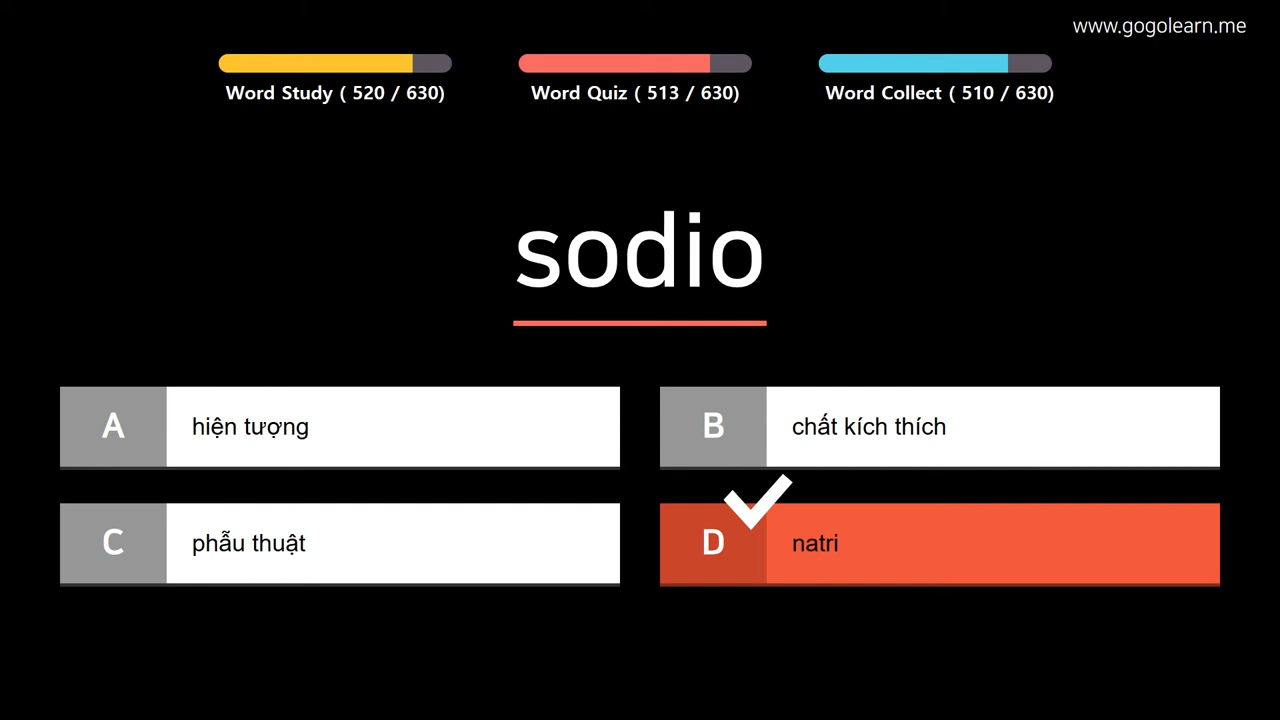 www.gogolearn.me
Word Study ( 520 / 630)
Word Quiz ( 513 / 630)
Word Collect ( 510 / 630)
sodio
A
hiện tượng
B
chất kích thích
C
phẫu thuật
D
natri